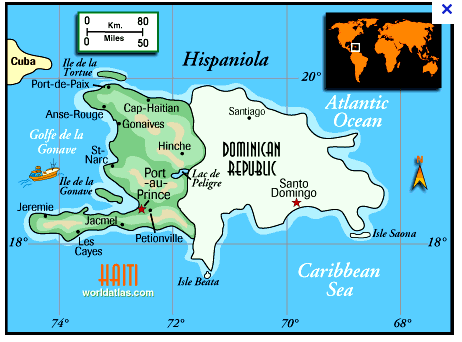 0 80
Km.
Miles
0 50
Hispaniola
Cuba
Ile de la
Tortue
Port-de-Paix
20°
Atlantic
Ocean
Cap-Haitian
Anse-Rouge
Gonaives
Santiago
Golfe de la
Gonave
Hinche
DOMINICAN
REPUBLIC
St-
Narc
Lac de
Peligre
Port
-au-
Prince
Ile de la
Gonave
Santo
Domingo
Jeremie
Jacmel
Petionville
Isle Saona
18°
18°
Les
Cayes
HAITI
worldatlas.com
Isle Beata
Caribbean
Sea
74°
72°
70°
68°